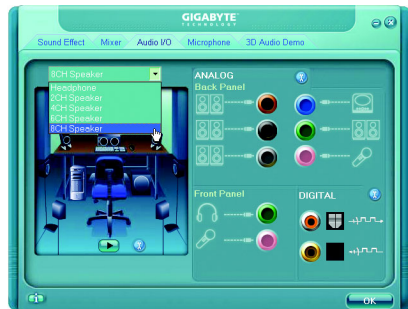 GIGABYTE
TECHNOLOGY
Sound Effect Mixer Audio I/O Microphone 3D Audio Demo
8CH Speaker
Headphone
2CH Speaker
4CH Speaker
6CH Speaker
8CH Speaker
ANALOG
Back Panel
Front Panel
DIGITAL
OK